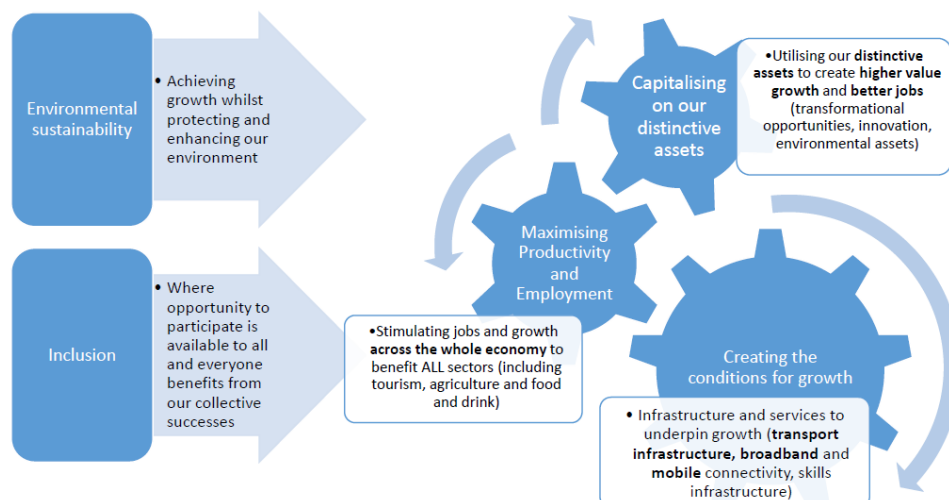 Environmental
sustainability
• Achieving
growth whilst
protecting and
enhancing our
environment
Inclusion
• Where
opportunity to
participate is
available to all
and everyone
benefits from
our collective
successes
Capitalising
on our
distinctive
assets
•Utilising our distinctive
assets to create higher value
growth and better jobs
(transformational
opportunities, innovation,
environmental assets)
Maximising
Productivity
and
Employment
•Stimulating jobs and growth
across the whole economy to
benefit ALL sectors (including
tourism, agriculture and food
and drink)
Creating the
conditions for growth
• Infrastructure and services to
underpin growth (transport
infrastructure, broadband and
mobile connectivity, skills
infrastructure)